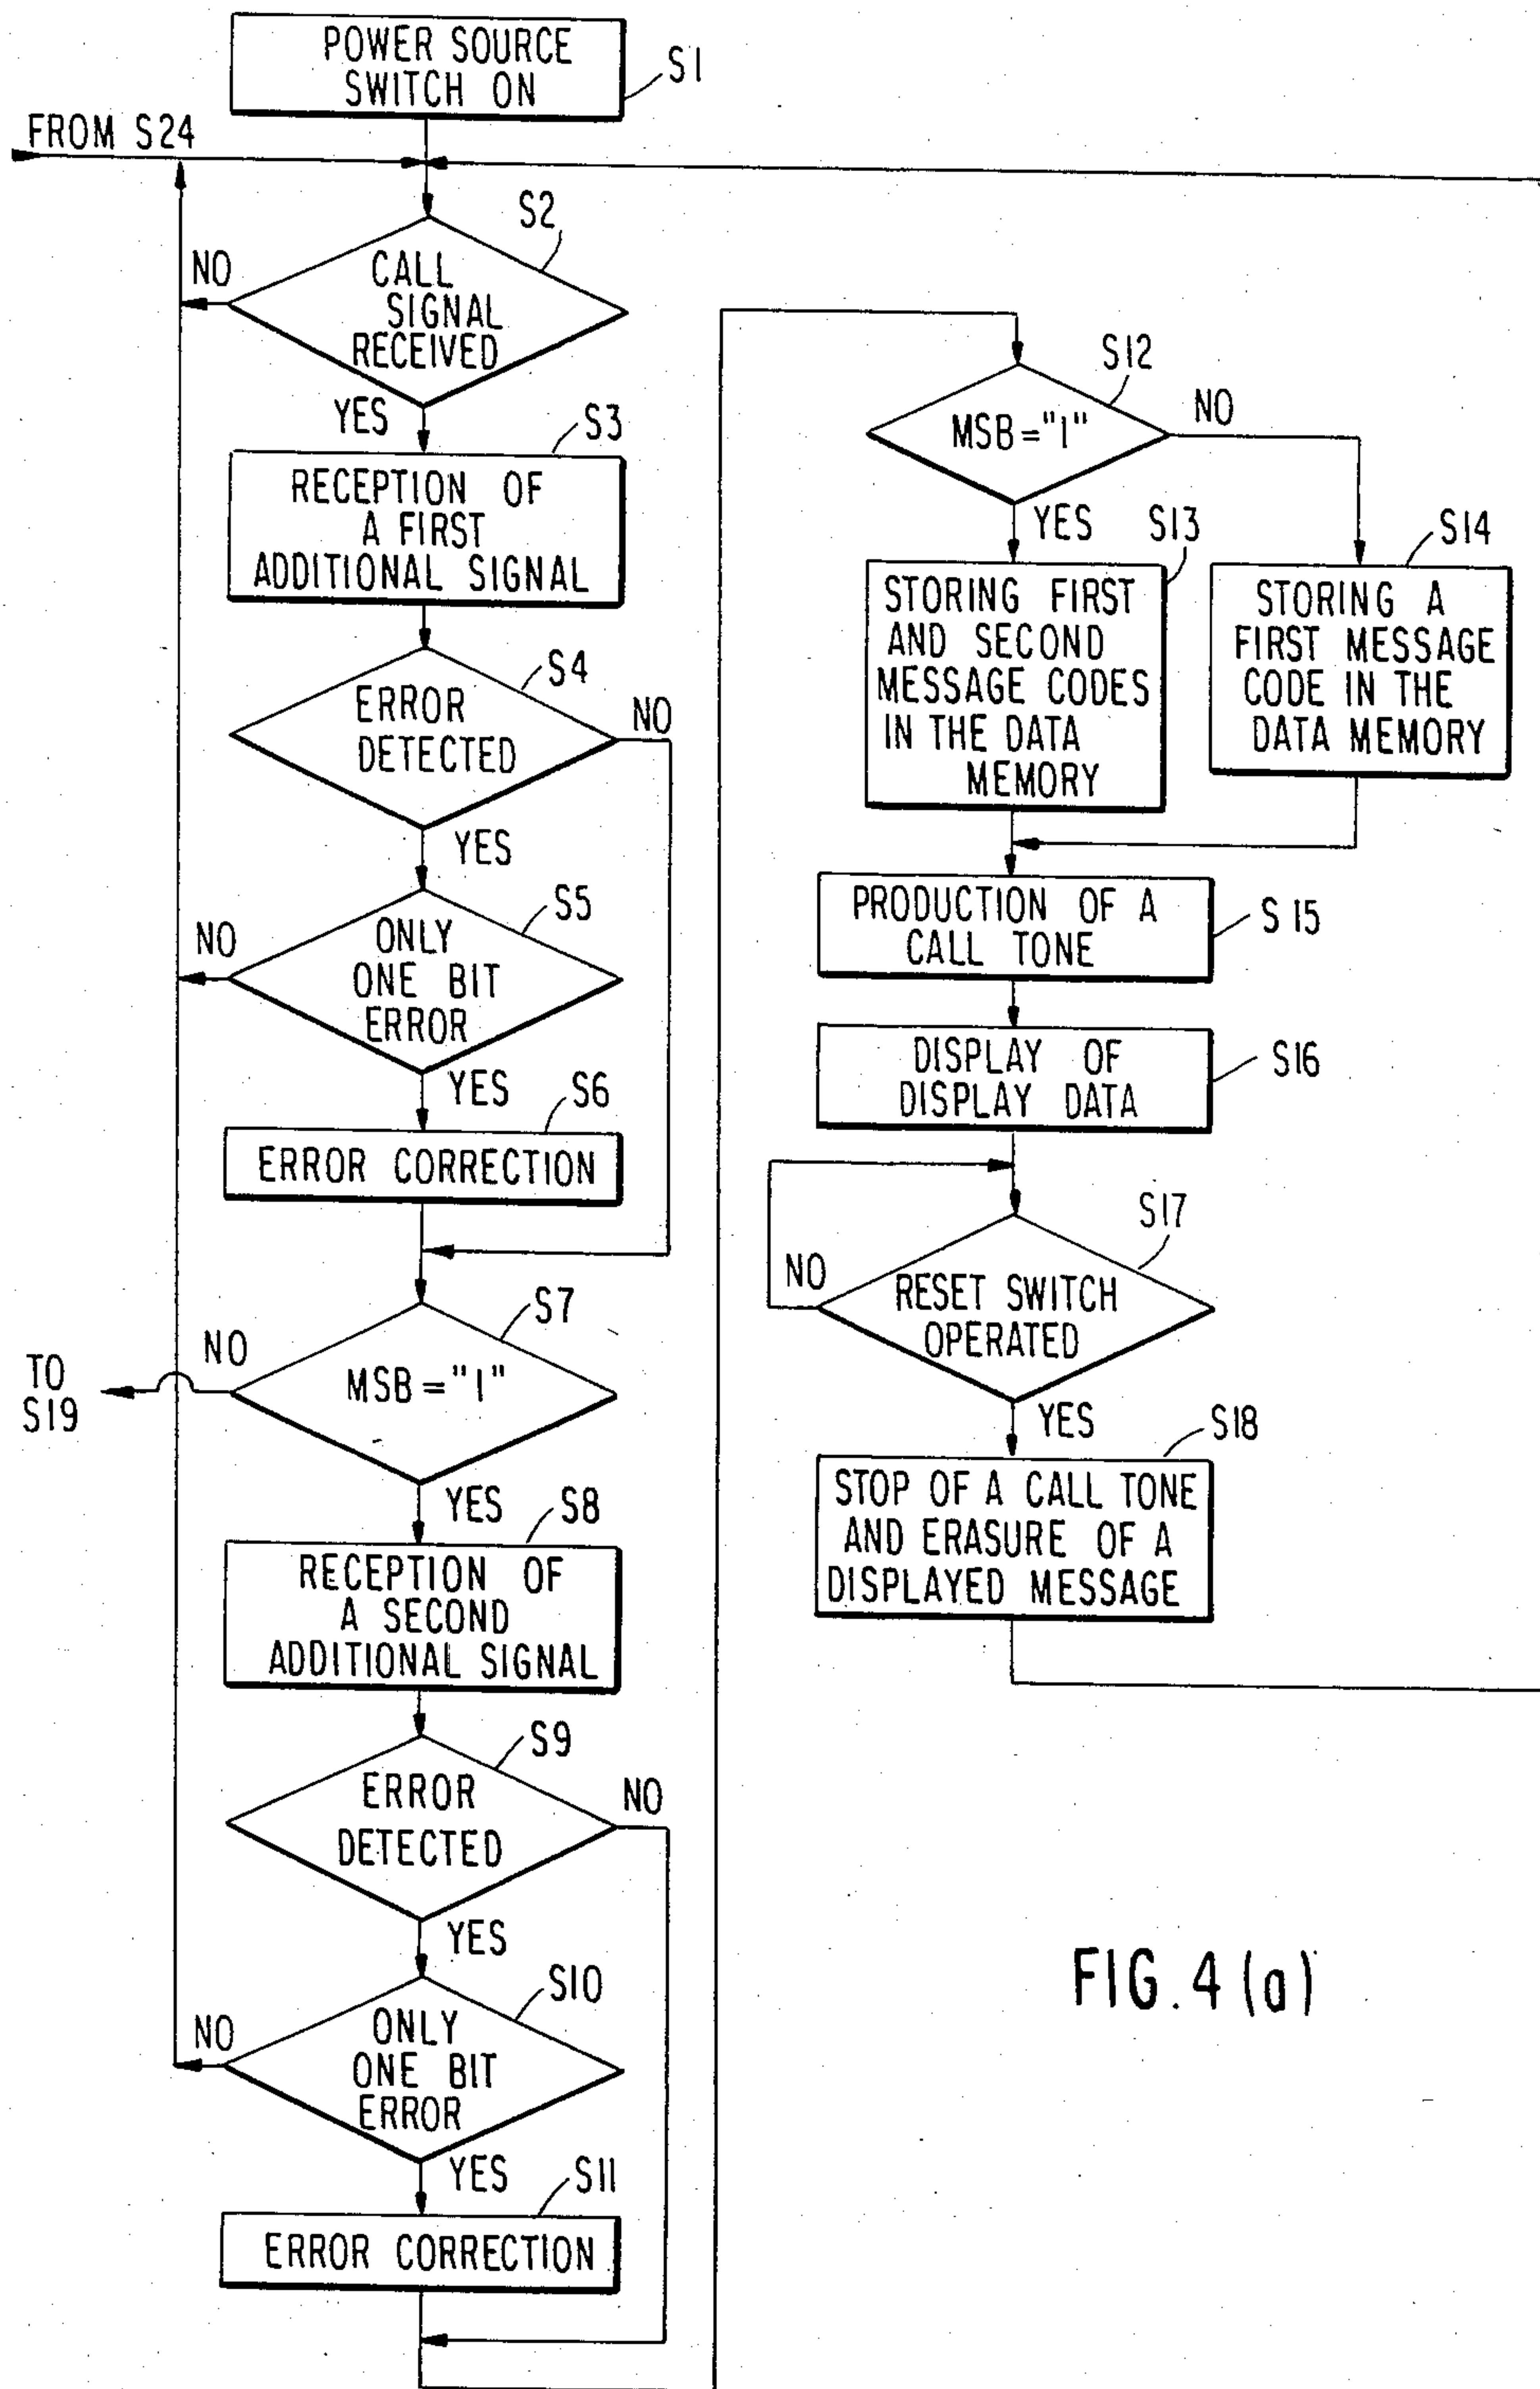 POWER SOURCE
SWITCH ON
S1
FROM S24
S2
NO
CALL
SIGNAL
RECEIVED
YES
S3
RECEPTION OF
A FIRST
ADDITIONAL SIGNAL
S4
ERROR
DETECTED
NO
YES
S5
NO
ONLY
ONE BIT
ERROR
YES
S6
ERROR CORRECTION
S7
NO
MSB="1"
TO
S19
YES
S8
RECEPTION OF
A SECOND
ADDITIONAL SIGNAL
S9
ERROR
DETECTED
NO
YES
S10
NO
ONLY
ONE BIT
ERROR
YES
S11
ERROR CORRECTION
S12
MSB="1"
NO
YES
S13
STORING FIRST
AND SECOND
MESSAGE CODES
IN THE DATA
MEMORY
S14
STORING A
FIRST MESSAGE
CODE IN THE
DATA MEMORY
PRODUCTION OF A
CALL TONE
S15
DISPLAY OF
DISPLAY DATA
S16
S17
NO
RESET SWITCH
OPERATED
YES
S18
STOP OF A CALL TONE
AND ERASURE OF A
DISPLAYED MESSAGE
FIG. 4 (a)